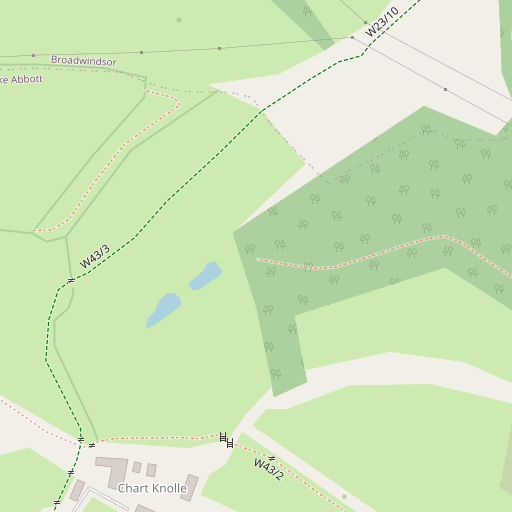 W23/10
Broadwindsor
ke Abbott
W43/3
W43/2
Chart Knolle